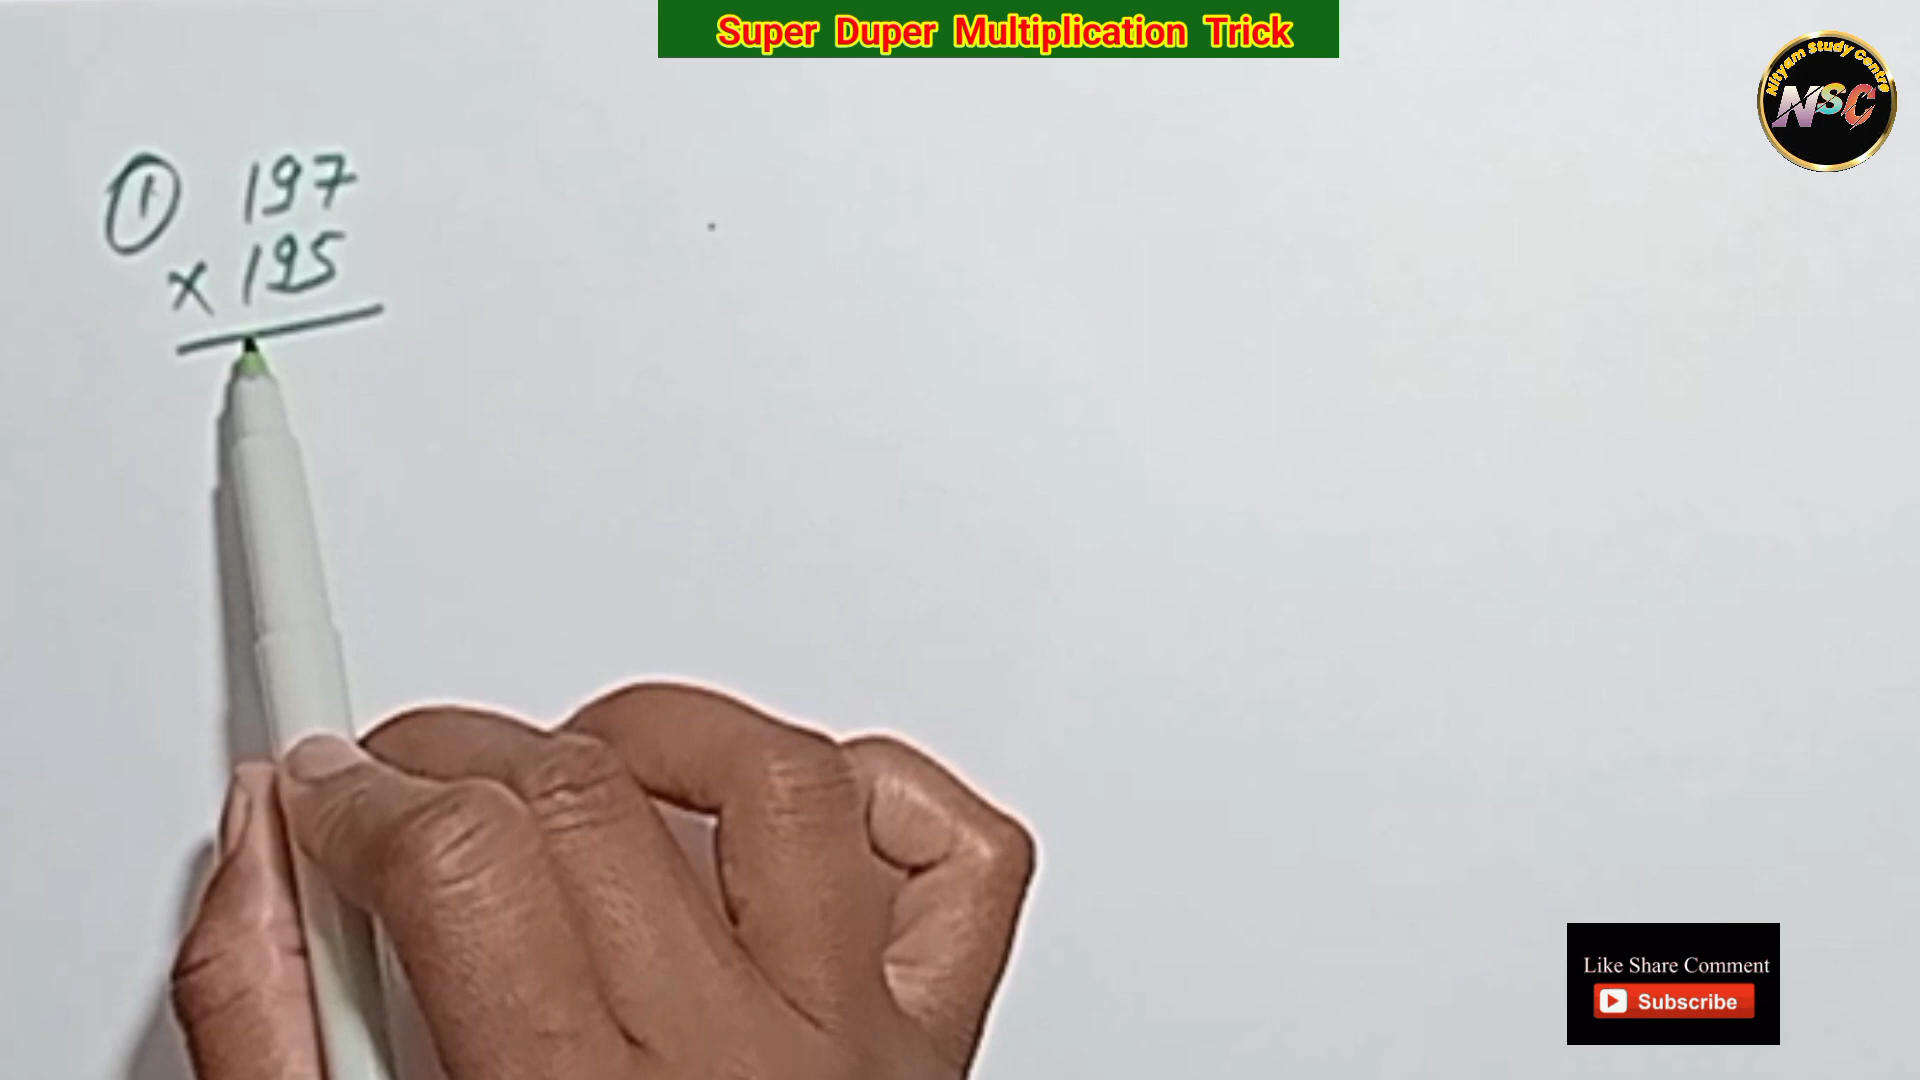 Super Duper Multiplication Trick
Nityam Study Centre
NSC
① 197
× 195
Like Share Comment
Subscribe